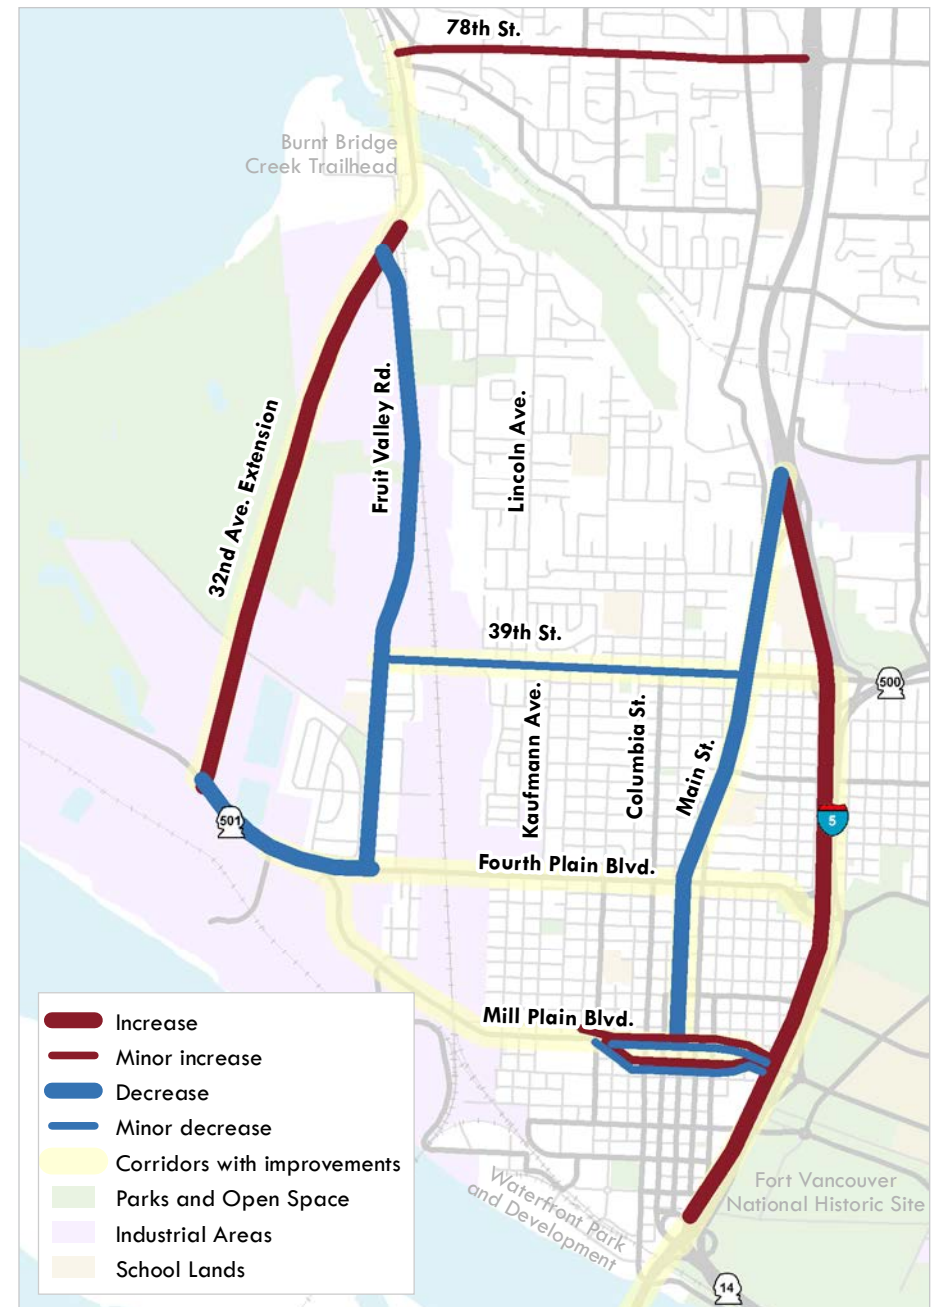 78th St.
Burnt Bridge
Creek Trailhead
32nd Ave. Extension
Fruit Valley Rd.
Lincoln Ave.
39th St.
500
Kaufmann Ave.
Columbia St.
Main St.
501
5
Fourth Plain Blvd.
Mill Plain Blvd.
Increase
Minor increase
Decrease
Minor decrease
Corridors with improvements
Parks and Open Space
Industrial Areas
School Lands
Waterfront Park
and Development
Fort Vancouver
National Historic Site
14